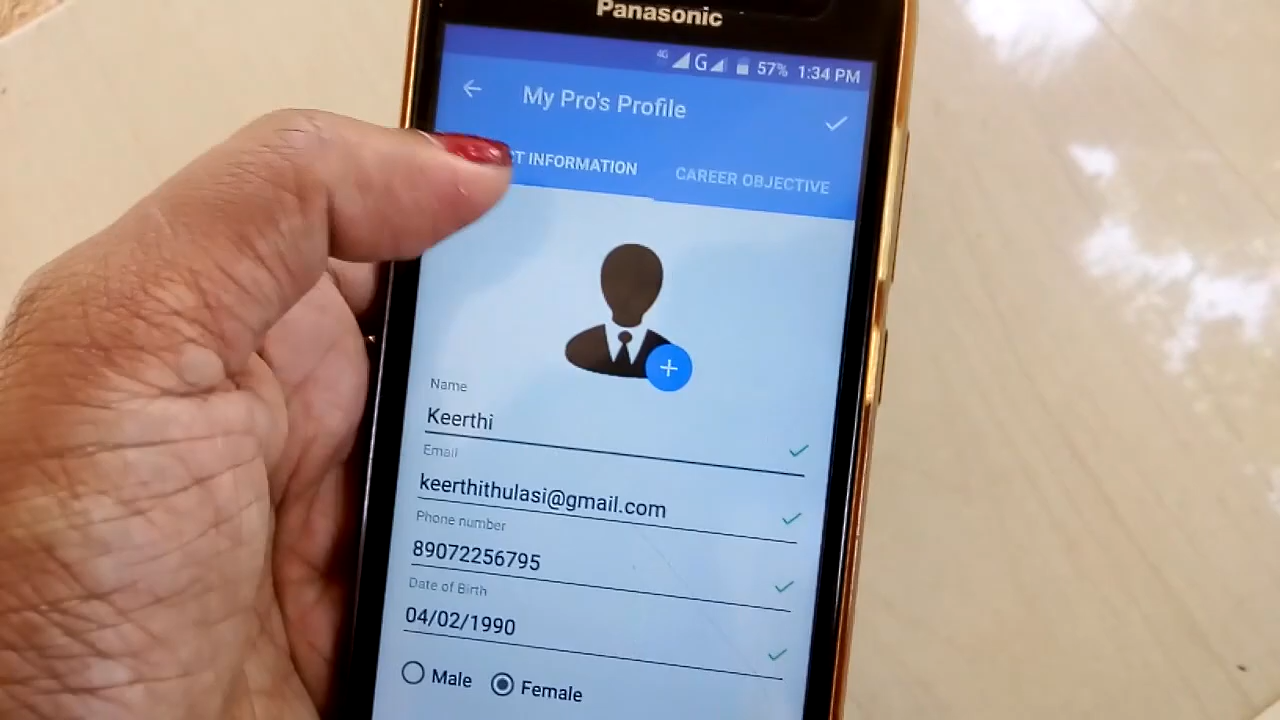 Panasonic
4G G 57% 1:34 PM
My Pro's Profile
INFORMATION CAREER OBJECTIVE
Name
Keerthi
Email
keerthithulasi@gmail.com
Phone number
89072256795
Date of Birth
04/02/1990
Male Female